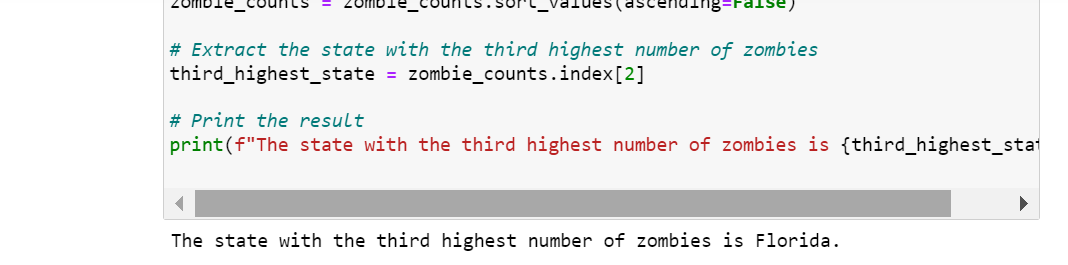 zombie_counts = zombie_counts.sort_values(ascending=False)
# Extract the state with the third highest number of zombies
third_highest_state = zombie_counts.index[2]
# Print the result
print(f"The state with the third highest number of zombies is {third_highest_stat
The state with the third highest number of zombies is Florida.